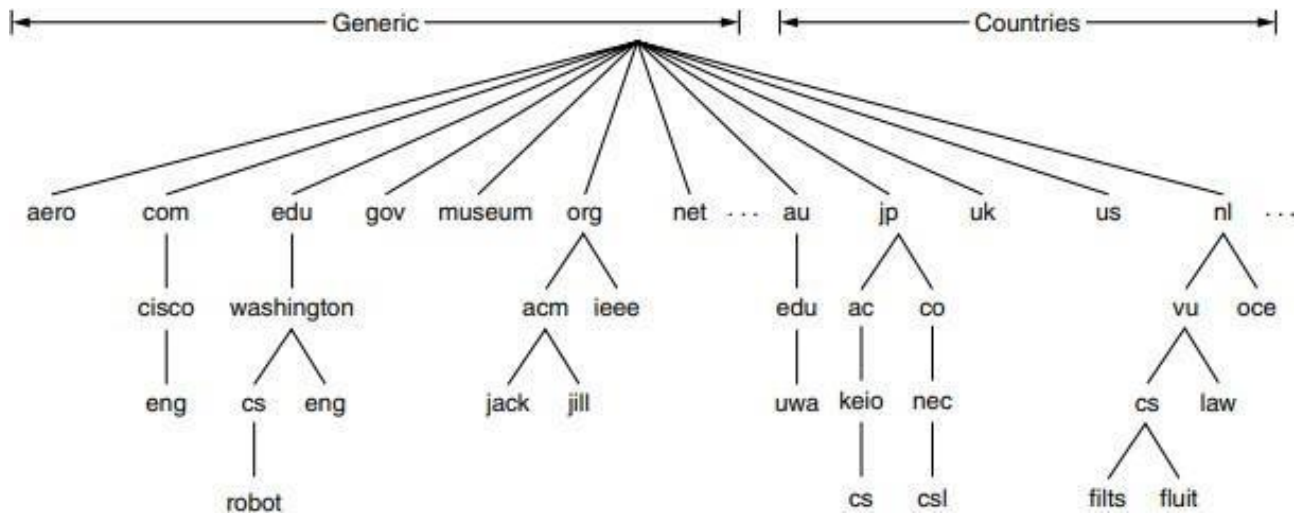 Generic Countries
aero com edu gov museum org net ... au jp uk us nl ...
cisco washington acm ieee edu ac co vu oce
eng cs eng jack jill uwa keio nec cs law
robot cs csl filts fluit